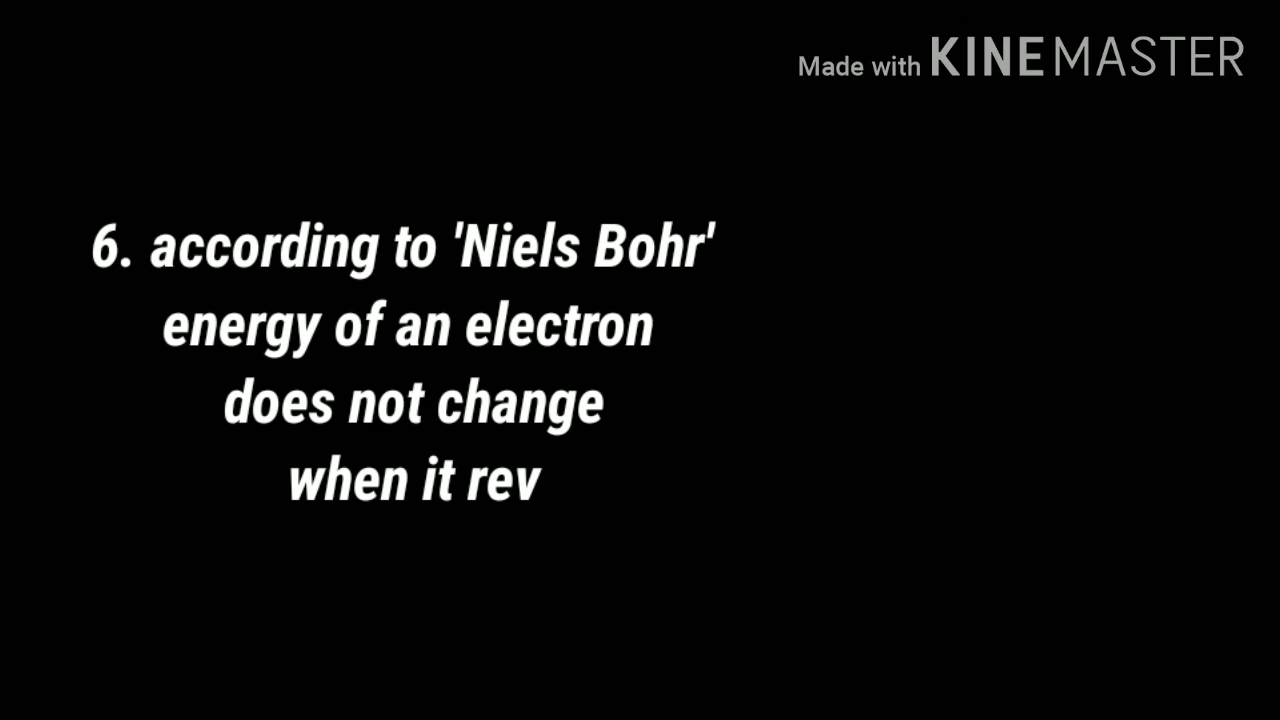 Made with KINEMASTER
6. according to 'Niels Bohr'
energy of an electron
does not change
when it rev